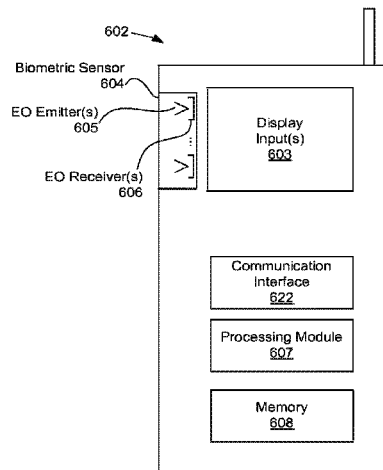 602
Biometric Sensor
604
EO Emitter(s)
605
EO Receiver(s)
606
Display
Input(s)
603
Communication
Interface
622
Processing Module
607
Memory
608